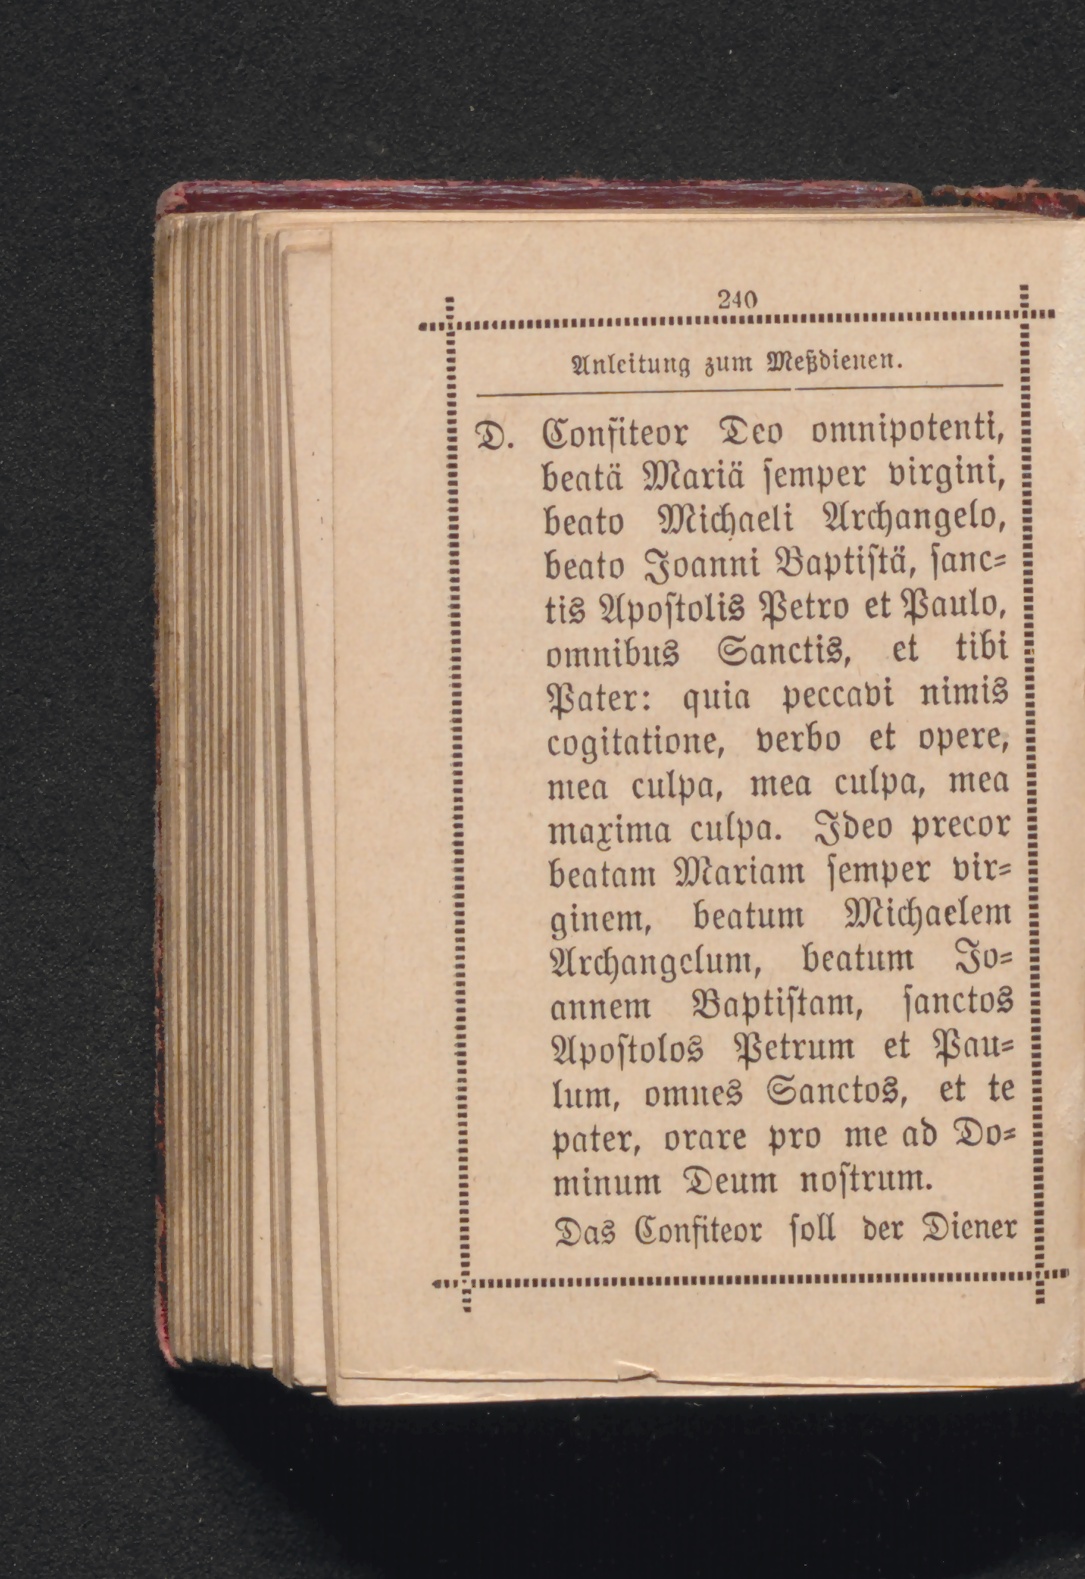 240
Anleitung zum Meßdienen.
D. Confiteor Deo omnipotenti,
beatä Mariä ſemper virgini,
beato Michaeli Archangelo,
beato Joanni Baptiſtä, ſanc⸗
tis Apoſtolis Petro et Paulo,
omnibus Sanctis, et tibi
Pater: quia peccavi nimis
cogitatione, verbo et opere,
mea culpa, mea culpa, mea
maxima culpa. Ideo precor
beatam Mariam ſemper vir⸗
ginem, beatum Michaelem
Archangelum, beatum Jo⸗
annem Baptiſtam, ſanctos
Apoſtolos Petrum et Pau⸗
lum, omnes Sanctos, et te
pater, orare pro me ad Do⸗
minum Deum noſtrum.
Das Confiteor ſoll der Diener